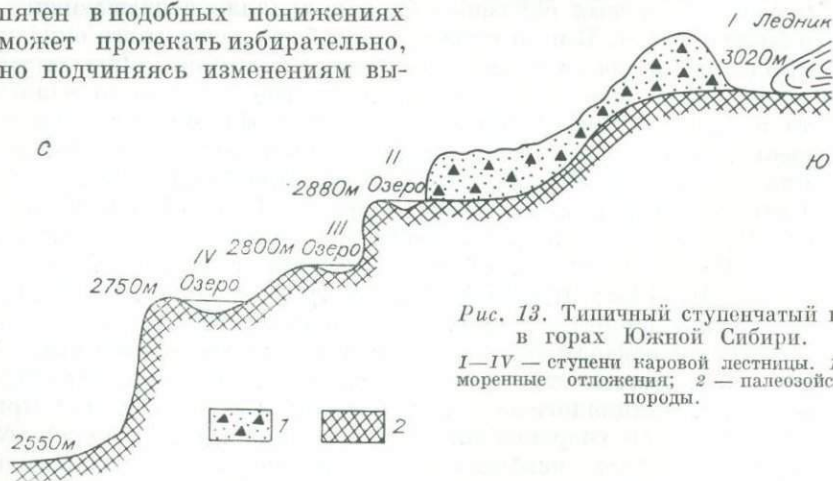 пятен в подобных понижениях
может протекать избирательно,
но подчиняясь изменениям вы-
I Ледник
3020м
С
Ю
II
2880м Озеро
III
2800м Озеро
IV
2750м Озеро
2550м
1
2
Рис. 13. Типичный ступенчатый
в горах Южной Сибири.
I—IV — ступени каровой лестницы.
моренные отложения; 2 — палеозойс
породы.